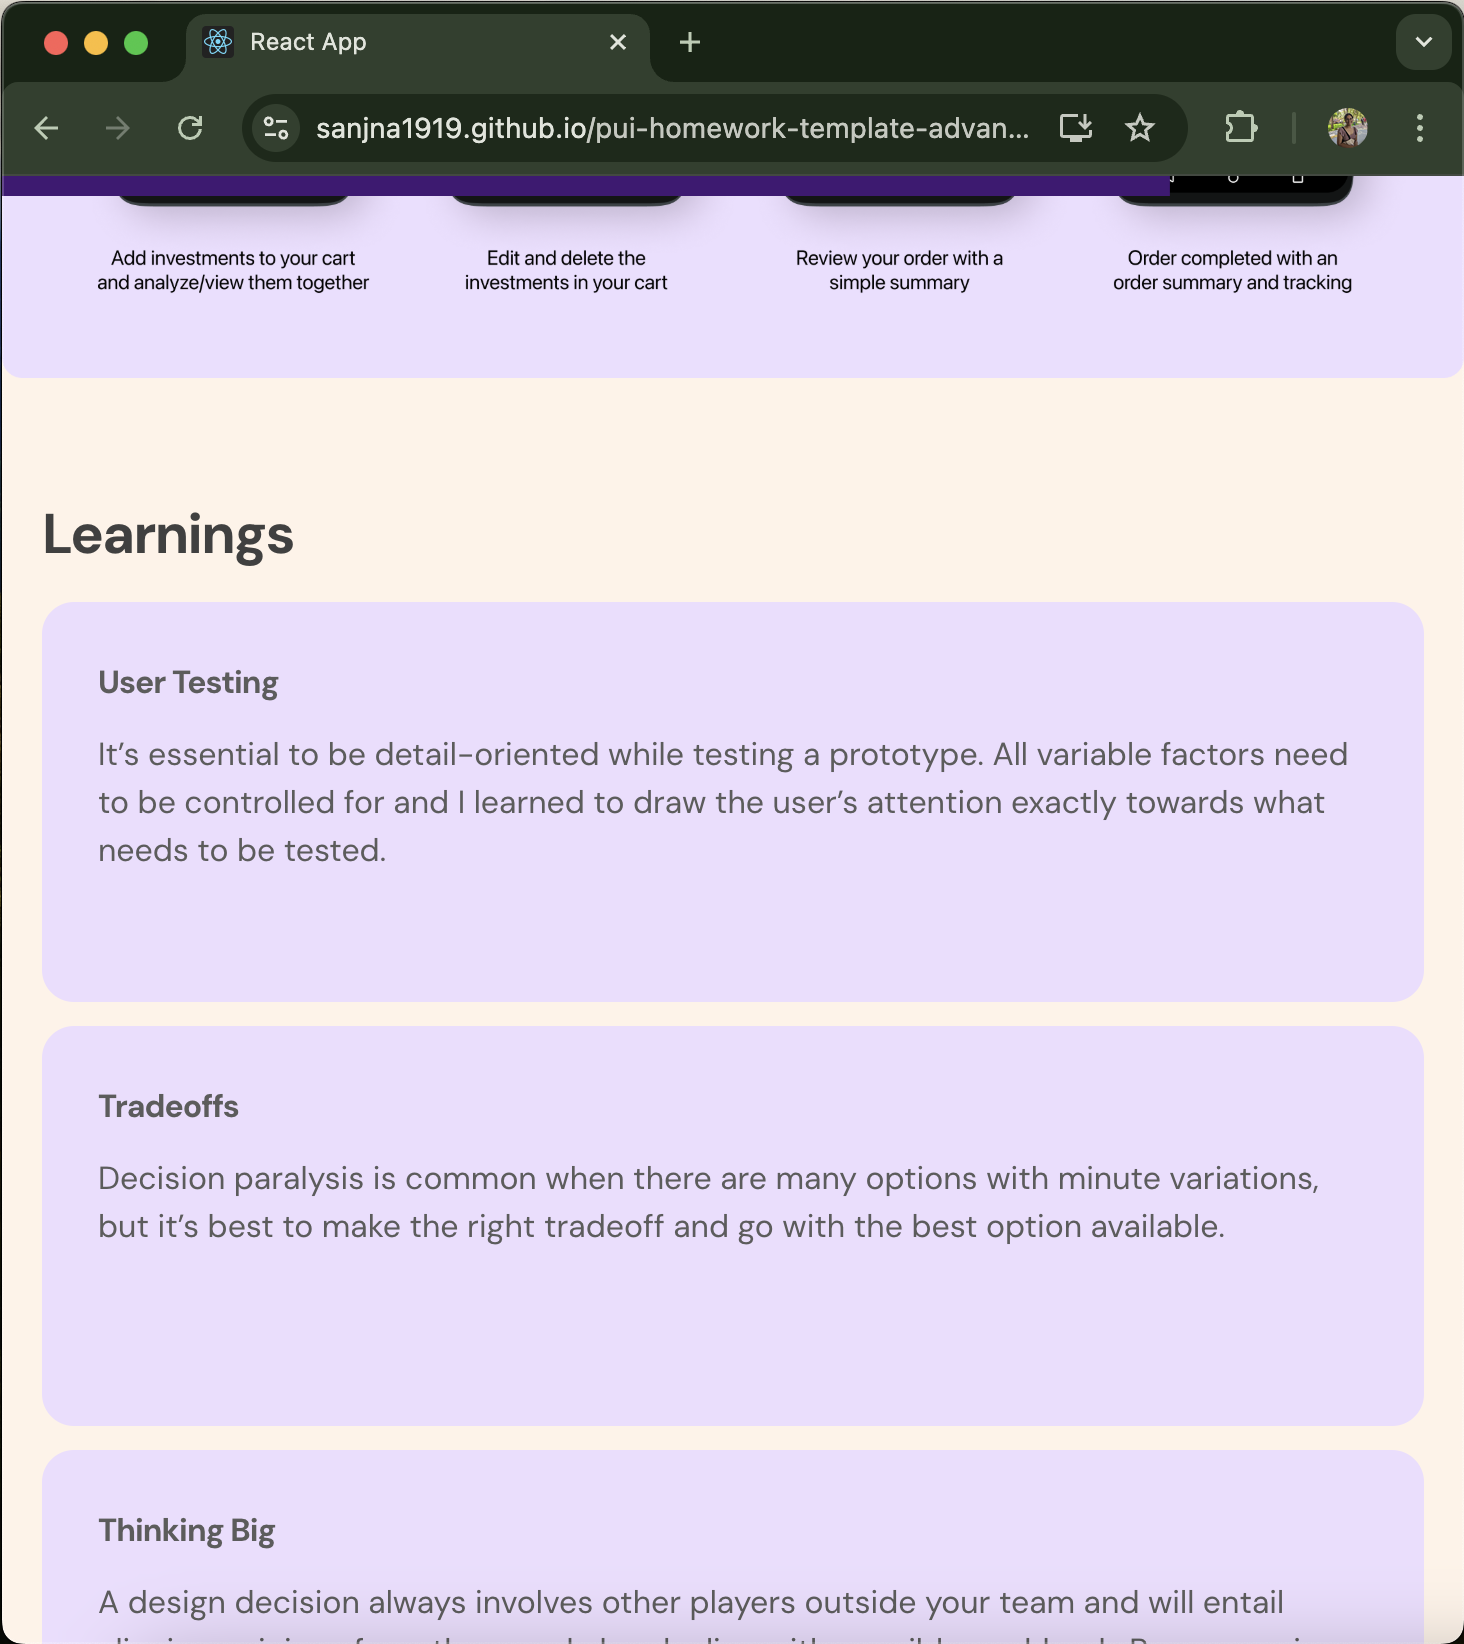 React App
sanjna1919.github.io/pui-homework-template-advan...
Add investments to your cart
and analyze/view them together
Edit and delete the
investments in your cart
Review your order with a
simple summary
Order completed with an
order summary and tracking
Learnings
User Testing
It’s essential to be detail-oriented while testing a prototype. All variable factors need
to be controlled for and I learned to draw the user’s attention exactly towards what
needs to be tested.
Tradeoffs
Decision paralysis is common when there are many options with minute variations,
but it’s best to make the right tradeoff and go with the best option available.
Thinking Big
A design decision always involves other players outside your team and will entail